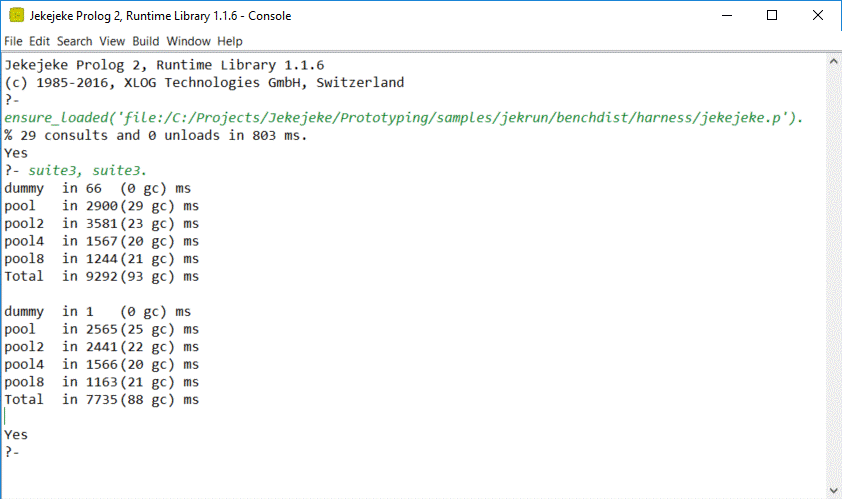 Jekejeke Prolog 2, Runtime Library 1.1.6 - Console
File Edit Search View Build Window Help
Jekejeke Prolog 2, Runtime Library 1.1.6
(c) 1985-2016, XLOG Technologies GmbH, Switzerland
?-
ensure_loaded('file:/C:/Projects/Jekejeke/Prototyping/samples/jekrun/benchdist/harness/jekejeke.p').
% 29 consults and 0 unloads in 803 ms.
Yes
?- suite3, suite3.
dummy in 66 (0 gc) ms
pool in 2900(29 gc) ms
pool2 in 3581(23 gc) ms
pool4 in 1567(20 gc) ms
pool8 in 1244(21 gc) ms
Total in 9292(93 gc) ms
dummy in 1 (0 gc) ms
pool in 2565(25 gc) ms
pool2 in 2441(22 gc) ms
pool4 in 1566(20 gc) ms
pool8 in 1163(21 gc) ms
Total in 7735(88 gc) ms
Yes
?-